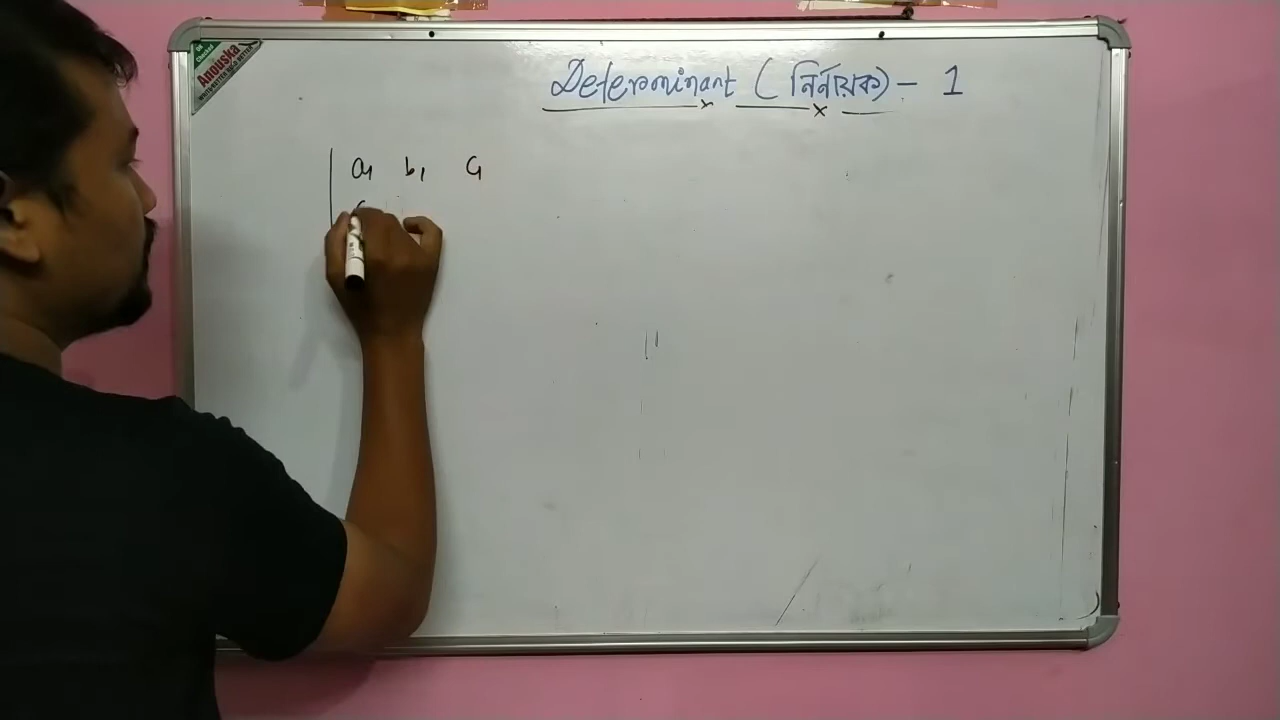 Anouska
Determinant (নির্ণায়ক) - 1
a₁ b₁ c₁